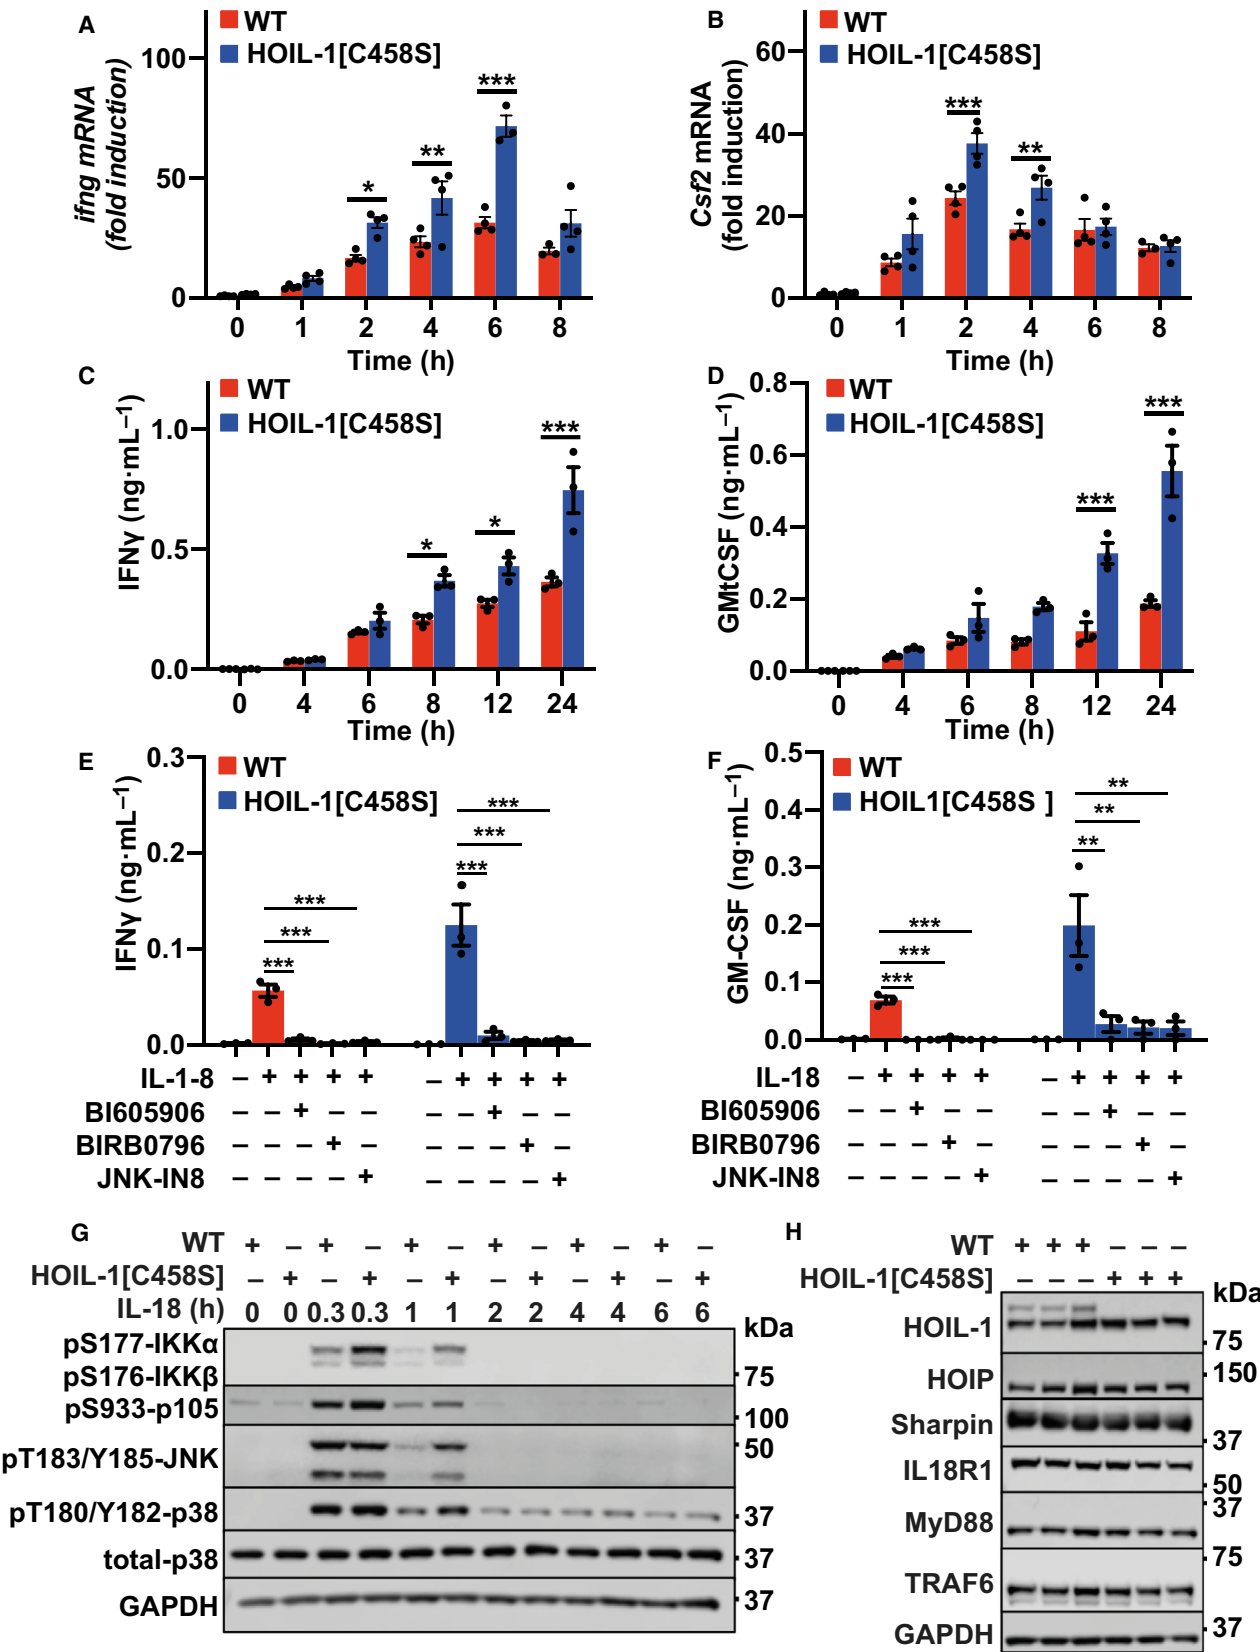 A
WT
HOIL-1[C458S]
ifng mRNA
(fold induction)
100
50
0
*
**
***
0 1 2 4 6 8
Time (h)
B
WT
HOIL-1[C458S]
Csf2 mRNA
(fold induction)
60
40
20
0
***
**
0 1 2 4 6 8
Time (h)
C
WT
HOIL-1[C458S]
IFNγ (ng·mL−1)
1.0
0.5
0.0
*
*
***
0 4 6 8 12 24
Time (h)
D
WT
HOIL-1[C458S]
GMtCSF (ng·mL−1)
0.8
0.6
0.4
0.2
0.0
***
***
0 4 6 8 12 24
Time (h)
E
WT
HOIL-1[C458S]
IFNγ (ng·mL−1)
0.3
0.2
0.1
0.0
***
***
***
***
***
***
IL-1-8 – + + + + – + + + +
BI605906 – – + – – – – + – –
BIRB0796 – – – + – – – – + –
JNK-IN8 – – – – + – – – – +
F
WT
HOIL1[C458S ]
GM-CSF (ng·mL−1)
0.5
0.4
0.3
0.2
0.1
0.0
***
***
***
**
**
**
IL-18 – + + + + – + + + +
BI605906 – – + – – – – + – –
BIRB0796 – – – + – – – – + –
JNK-IN8 – – – – + – – – – +
G
WT + – + – + – + – + – + –
HOIL-1[C458S] – + – + – + – + – + – +
IL-18 (h) 0 0 0.3 0.3 1 1 2 2 4 4 6 6
kDa
pS177-IKKα
pS176-IKKβ 75
pS933-p105 100
pT183/Y185-JNK 50
pT180/Y182-p38 37
total-p38 37
GAPDH 37
H
WT + + + – – –
HOIL-1[C458S] – – – + + +
kDa
HOIL-1 75
HOIP 150
Sharpin 37
IL18R1 50
MyD88 37
TRAF6 75
GAPDH 37